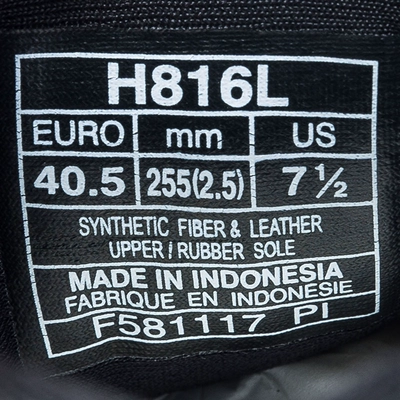 H816L
EURO mm US
40.5 255(2.5) 7 ½
SYNTHETIC FIBER & LEATHER
UPPER / RUBBER SOLE
MADE IN INDONESIA
FABRIQUE EN INDONESIE
F581117 PI